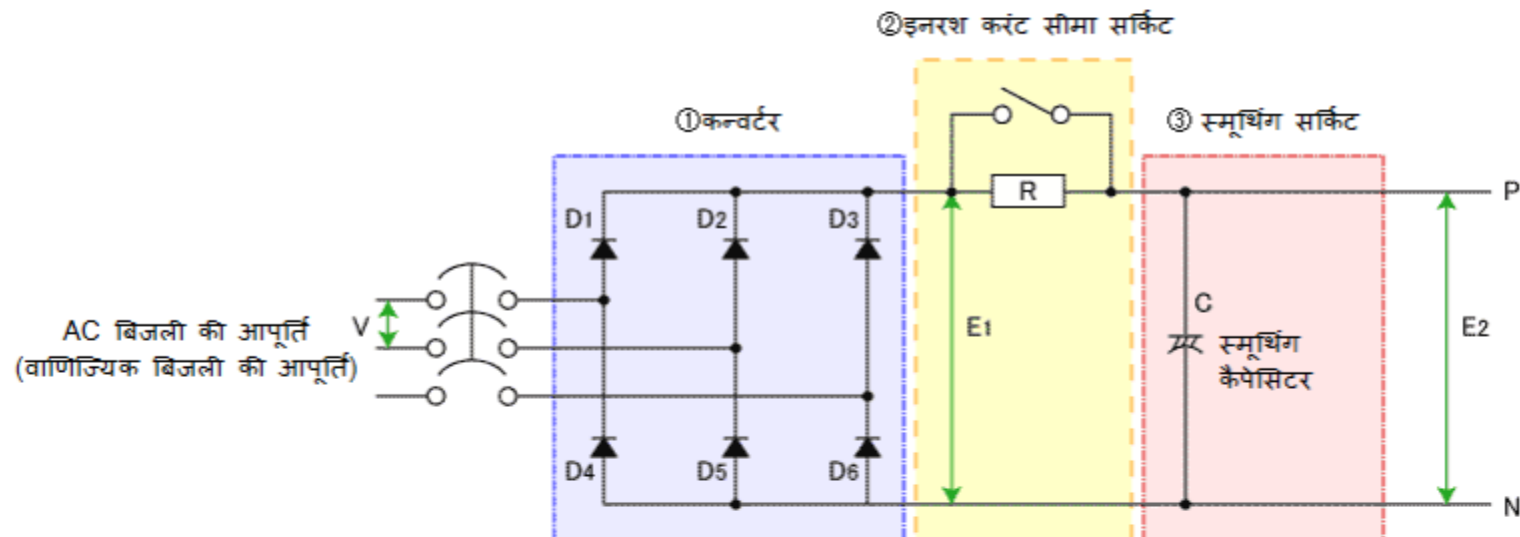 ②इनरश करंट सीमा सर्किट
①कन्वर्टर
③ स्मूथिंग सर्किट
R
P
D1
D2
D3
AC बिजली की आपूर्ति
(वाणिज्यिक बिजली की आपूर्ति)
V
E1
C
स्मूथिंग
कैपेसिटर
E2
D4
D5
D6
N